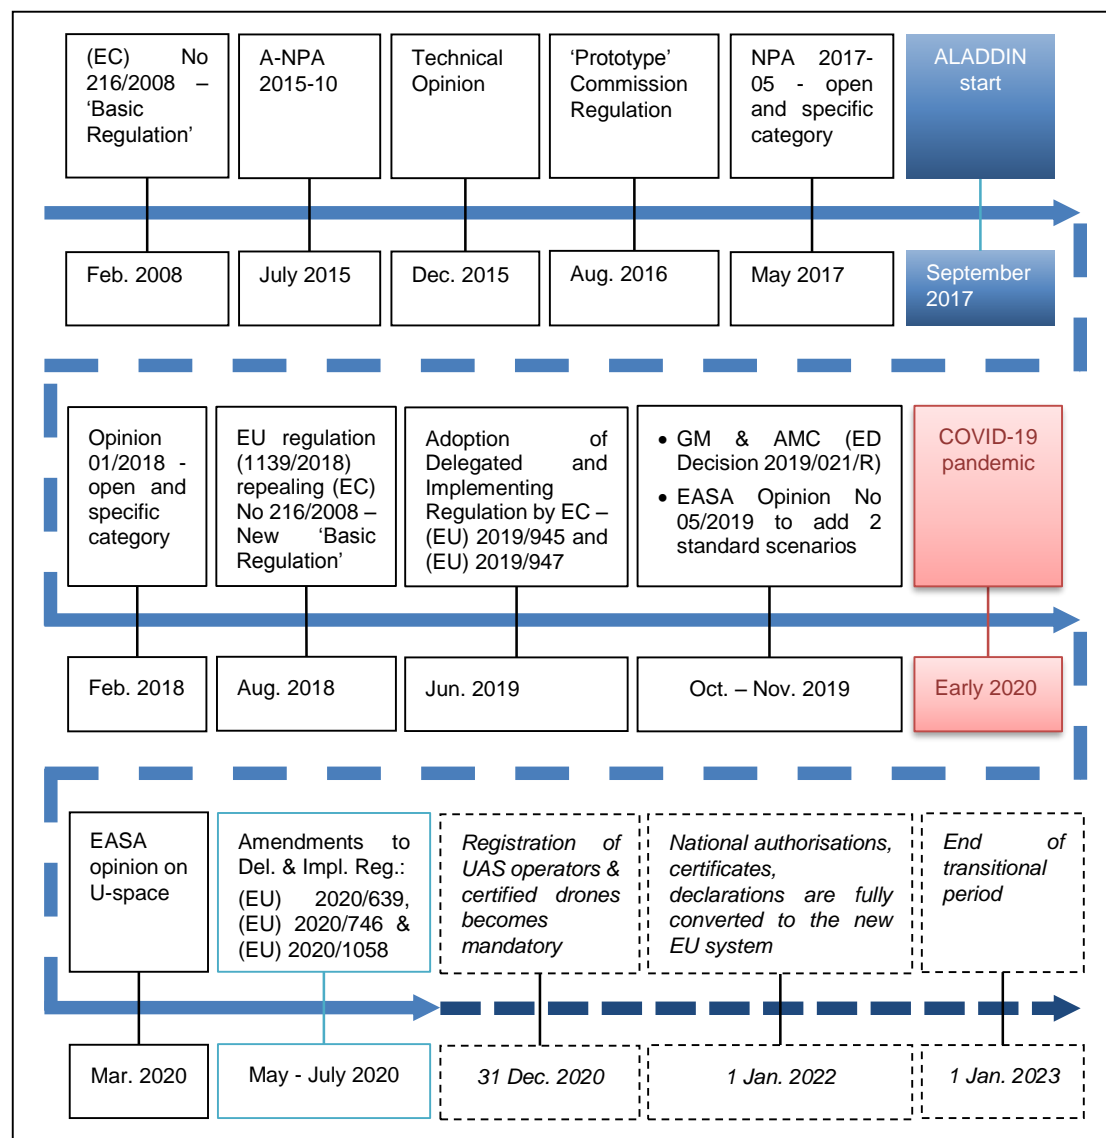 (EC) No
216/2008 –
‘Basic
Regulation’
A-NPA
2015-10
Technical
Opinion
‘Prototype’
Commission
Regulation
NPA 2017-
05 - open
and specific
category
ALADDIN
start
Feb. 2008
July 2015
Dec. 2015
Aug. 2016
May 2017
September
2017
Opinion
01/2018 -
open and
specific
category
EU regulation
(1139/2018)
repealing (EC)
No 216/2008 –
New ‘Basic
Regulation’
Adoption of
Delegated and
Implementing
Regulation by EC –
(EU) 2019/945 and
(EU) 2019/947
• GM & AMC (ED
Decision 2019/021/R)
• EASA Opinion No
05/2019 to add 2
standard scenarios
COVID-19
pandemic
Feb. 2018
Aug. 2018
Jun. 2019
Oct. – Nov. 2019
Early 2020
EASA
opinion on
U-space
Amendments to
Del. & Impl. Reg.:
(EU) 2020/639,
(EU) 2020/746 &
(EU) 2020/1058
Registration of
UAS operators &
certified drones
becomes
mandatory
National authorisations,
certificates,
declarations are fully
converted to the new
EU system
End of
transitional
period
Mar. 2020
May - July 2020
31 Dec. 2020
1 Jan. 2022
1 Jan. 2023